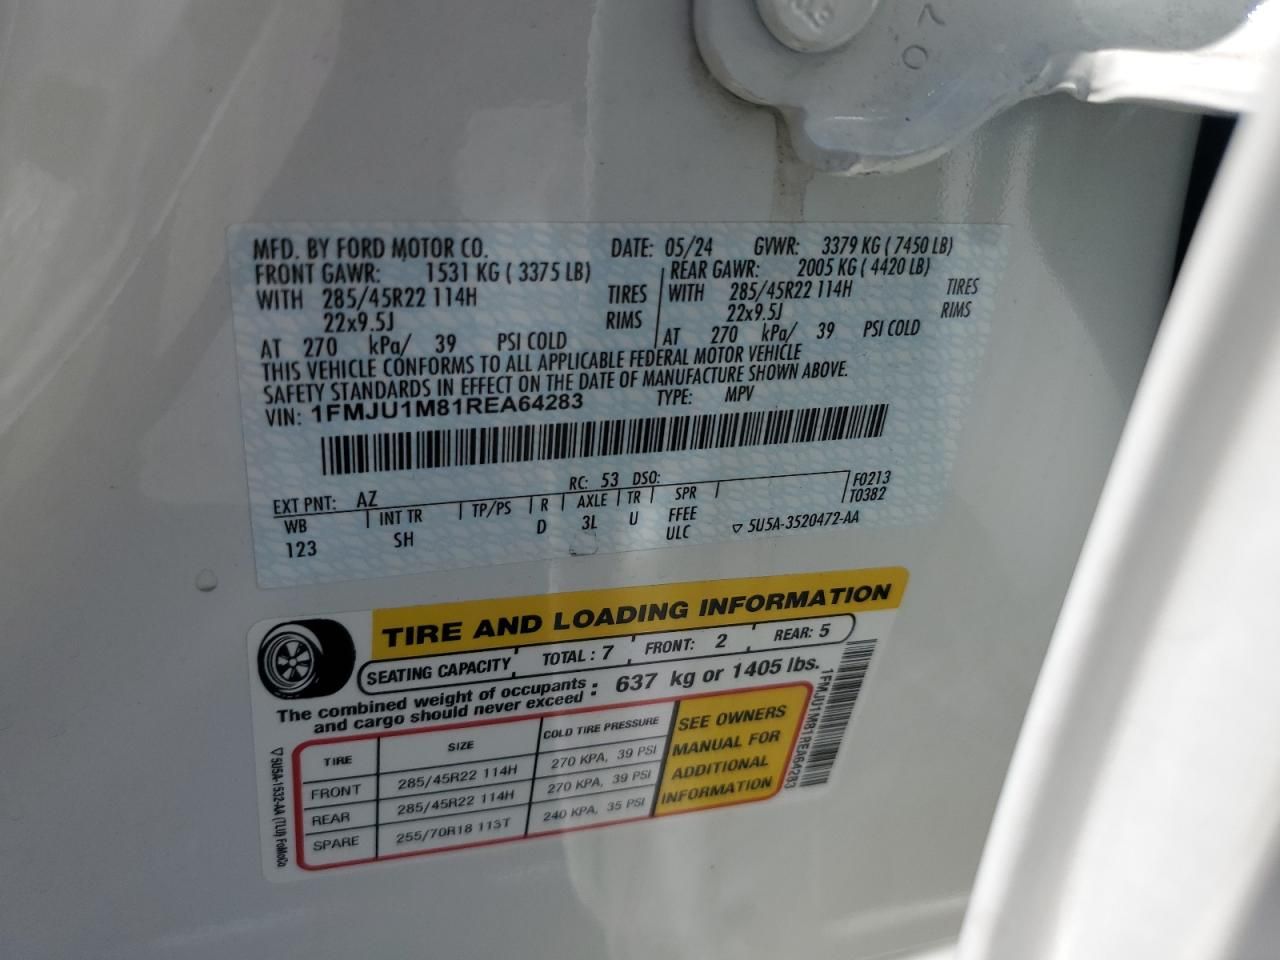 07
MFD. BY FORD MOTOR CO. DATE: 05/24 GVWR: 3379 KG ( 7450 LB)
FRONT GAWR: 1531 KG ( 3375 LB) REAR GAWR: 2005 KG ( 4420 LB)
WITH 285/45R22 114H TIRES WITH 285/45R22 114H TIRES
22x9.5J RIMS 22x9.5J RIMS
AT 270 kPa/ 39 PSI COLD AT 270 kPa/ 39 PSI COLD
THIS VEHICLE CONFORMS TO ALL APPLICABLE FEDERAL MOTOR VEHICLE
SAFETY STANDARDS IN EFFECT ON THE DATE OF MANUFACTURE SHOWN ABOVE.
VIN: 1FMJU1M81REA64283 TYPE: MPV
EXT PNT: AZ RC: 53 DSO: F0213
WB INT TR TP/PS R AXLE TR SPR T0382
123 SH D 3L U FFEE
ULC ▽ 5U5A-3520472-AA
TIRE AND LOADING INFORMATION
SEATING CAPACITY TOTAL : 7 FRONT: 2 REAR: 5
The combined weight of occupants and cargo should never exceed : 637 kg or 1405 lbs.
TIRE SIZE COLD TIRE PRESSURE
FRONT 285/45R22 114H 270 KPA, 39 PSI
REAR 285/45R22 114H 270 KPA, 39 PSI
SPARE 255/70R18 113T 240 KPA, 35 PSI
SEE OWNERS
MANUAL FOR
ADDITIONAL
INFORMATION
1FMJU1M81REA64283
▽ 5U5A-1532-AA (TLU) FoMoCo